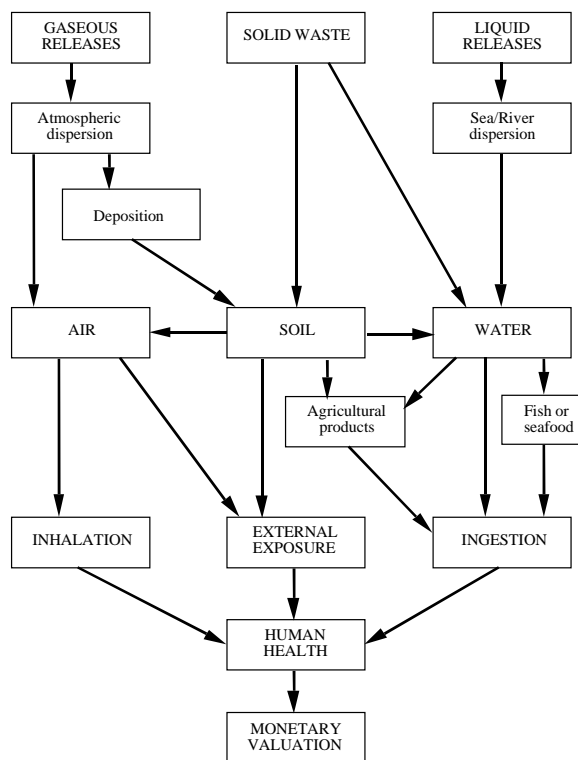 GASEOUS
RELEASES
SOLID WASTE
LIQUID
RELEASES
Atmospheric
dispersion
Sea/River
dispersion
Deposition
AIR
SOIL
WATER
Agricultural
products
Fish or
seafood
INHALATION
EXTERNAL
EXPOSURE
INGESTION
HUMAN
HEALTH
MONETARY
VALUATION